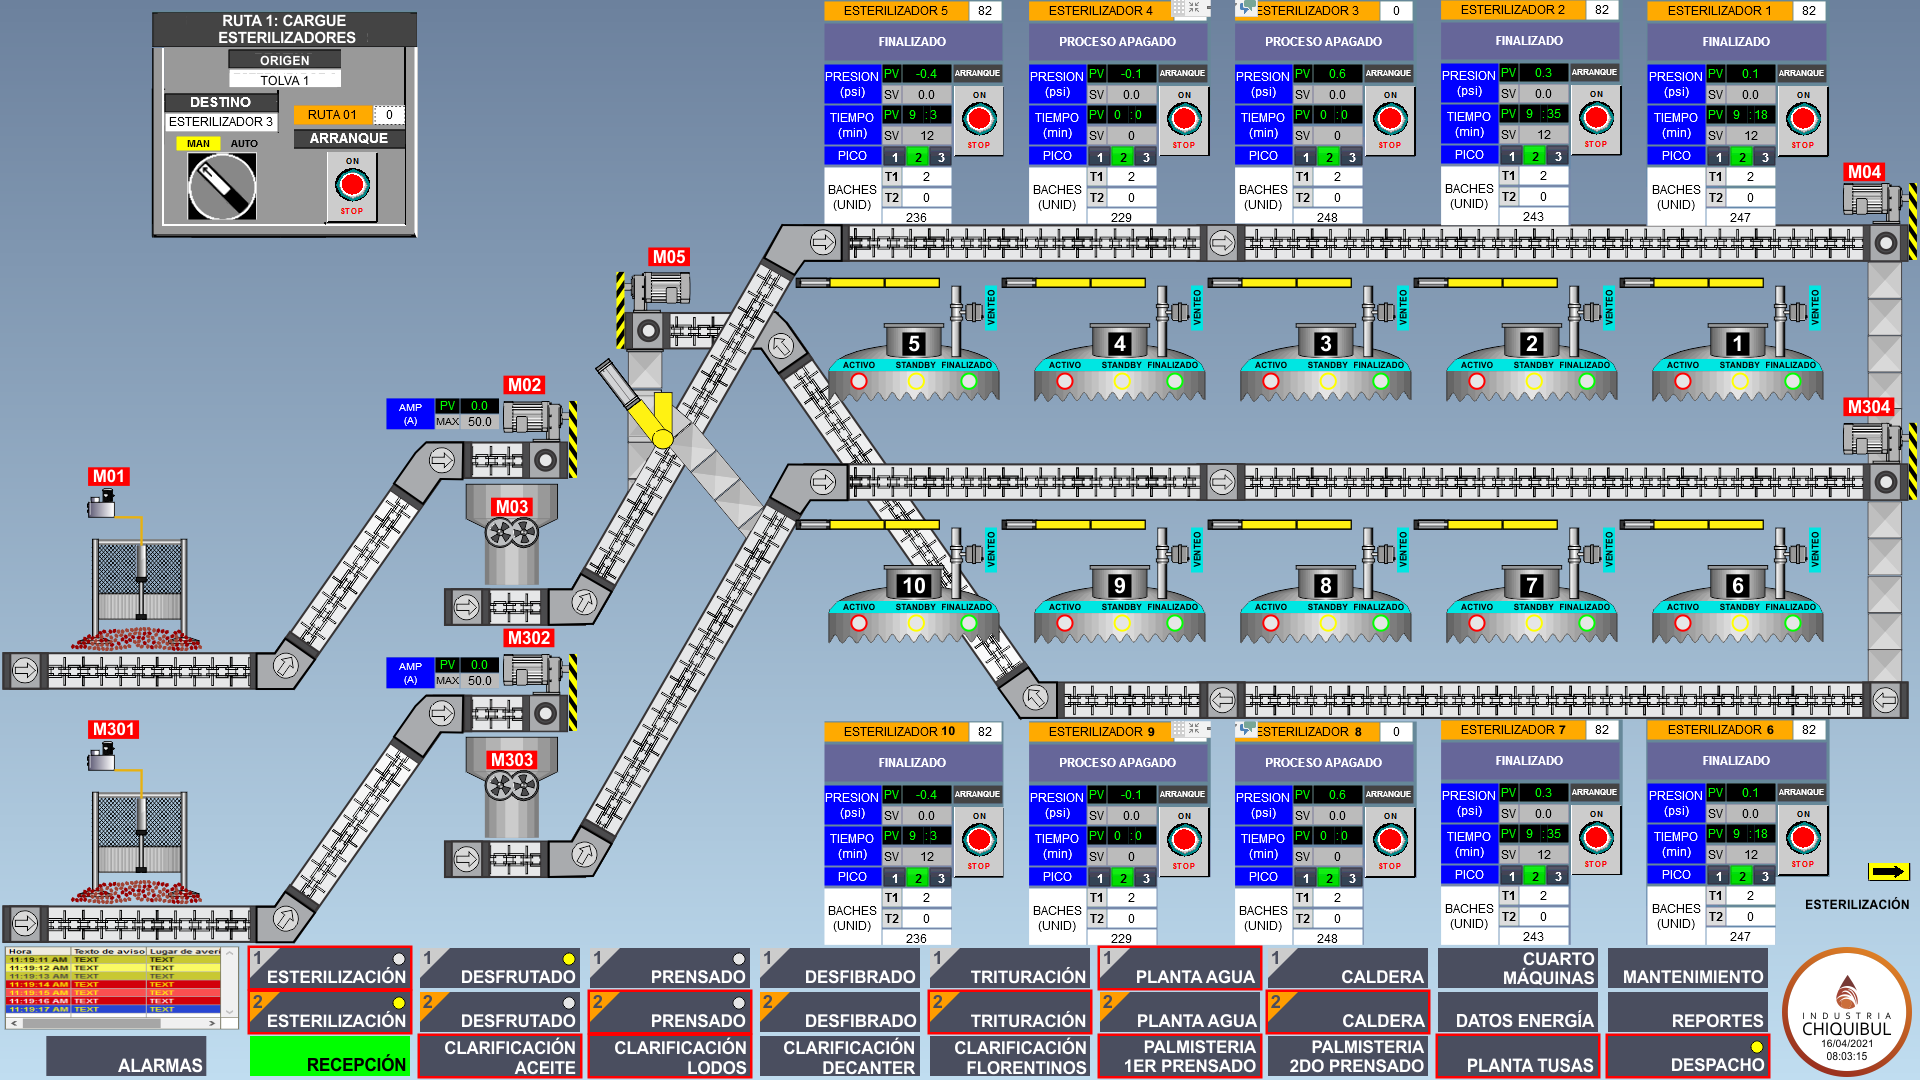 RUTA 1: CARGUE
ESTERILIZADORES
ORIGEN
TOLVA 1
DESTINO
ESTERILIZADOR 3
RUTA 01 0
MAN AUTO
ARRANQUE
ON
STOP
ESTERILIZADOR 5 82
FINALIZADO
PRESION (psi) PV -0.4 ARRANQUE
SV 0.0 ON
TIEMPO (min) PV 9 :3
SV 12 STOP
PICO 1 2 3
BACHES (UNID) T1 2
T2 0
236
ESTERILIZADOR 4
PROCESO APAGADO
PRESION (psi) PV -0.1 ARRANQUE
SV 0.0 ON
TIEMPO (min) PV 0 :0
SV 0 STOP
PICO 1 2 3
BACHES (UNID) T1 2
T2 0
229
ESTERILIZADOR 3 0
PROCESO APAGADO
PRESION (psi) PV 0.6 ARRANQUE
SV 0.0 ON
TIEMPO (min) PV 0 :0
SV 0 STOP
PICO 1 2 3
BACHES (UNID) T1 2
T2 0
248
ESTERILIZADOR 2 82
FINALIZADO
PRESION (psi) PV 0.3 ARRANQUE
SV 0.0 ON
TIEMPO (min) PV 9 :35
SV 12 STOP
PICO 1 2 3
BACHES (UNID) T1 2
T2 0
243
ESTERILIZADOR 1 82
FINALIZADO
PRESION (psi) PV 0.1 ARRANQUE
SV 0.0 ON
TIEMPO (min) PV 9 :18
SV 12 STOP
PICO 1 2 3
BACHES (UNID) T1 2
T2 0
247
M04
M05
VENTEO VENTEO VENTEO VENTEO VENTEO
5 4 3 2 1
ACTIVO STANDBY FINALIZADO ACTIVO STANDBY FINALIZADO ACTIVO STANDBY FINALIZADO ACTIVO STANDBY FINALIZADO ACTIVO STANDBY FINALIZADO
M02
AMP (A) PV 0.0
MAX 50.0
M304
M01
M03
VENTEO VENTEO VENTEO VENTEO VENTEO
10 9 8 7 6
ACTIVO STANDBY FINALIZADO ACTIVO STANDBY FINALIZADO ACTIVO STANDBY FINALIZADO ACTIVO STANDBY FINALIZADO ACTIVO STANDBY FINALIZADO
M302
AMP (A) PV 0.0
MAX 50.0
M301
M303
ESTERILIZADOR 10 82
FINALIZADO
PRESION (psi) PV -0.4 ARRANQUE
SV 0.0 ON
TIEMPO (min) PV 9 :3
SV 12 STOP
PICO 1 2 3
BACHES (UNID) T1 2
T2 0
236
ESTERILIZADOR 9
PROCESO APAGADO
PRESION (psi) PV -0.1 ARRANQUE
SV 0.0 ON
TIEMPO (min) PV 0 :0
SV 0 STOP
PICO 1 2 3
BACHES (UNID) T1 2
T2 0
229
ESTERILIZADOR 8 0
PROCESO APAGADO
PRESION (psi) PV 0.6 ARRANQUE
SV 0.0 ON
TIEMPO (min) PV 0 :0
SV 0 STOP
PICO 1 2 3
BACHES (UNID) T1 2
T2 0
248
ESTERILIZADOR 7 82
FINALIZADO
PRESION (psi) PV 0.3 ARRANQUE
SV 0.0 ON
TIEMPO (min) PV 9 :35
SV 12 STOP
PICO 1 2 3
BACHES (UNID) T1 2
T2 0
243
ESTERILIZADOR 6 82
FINALIZADO
PRESION (psi) PV 0.1 ARRANQUE
SV 0.0 ON
TIEMPO (min) PV 9 :18
SV 12 STOP
PICO 1 2 3
BACHES (UNID) T1 2
T2 0
247
ESTERILIZACIÓN
Hora Texto de aviso Lugar de averí
11:19:11 AM TEXT TEXT
11:19:12 AM TEXT TEXT
11:19:13 AM TEXT TEXT
11:19:14 AM TEXT TEXT
11:19:15 AM TEXT TEXT
11:19:16 AM TEXT TEXT
11:19:17 AM TEXT TEXT
ALARMAS
1 ESTERILIZACIÓN
1 DESFRUTADO
1 PRENSADO
1 DESFIBRADO
1 TRITURACIÓN
1 PLANTA AGUA
1 CALDERA
CUARTO MÁQUINAS
MANTENIMIENTO
2 ESTERILIZACIÓN
2 DESFRUTADO
2 PRENSADO
2 DESFIBRADO
2 TRITURACIÓN
2 PLANTA AGUA
2 CALDERA
DATOS ENERGÍA
REPORTES
RECEPCIÓN
CLARIFICACIÓN ACEITE
CLARIFICACIÓN LODOS
CLARIFICACIÓN DECANTER
CLARIFICACIÓN FLORENTINOS
PALMISTERIA 1ER PRENSADO
PALMISTERIA 2DO PRENSADO
PLANTA TUSAS
DESPACHO
INDUSTRIA
CHIQUIBUL
16/04/2021
08:03:15